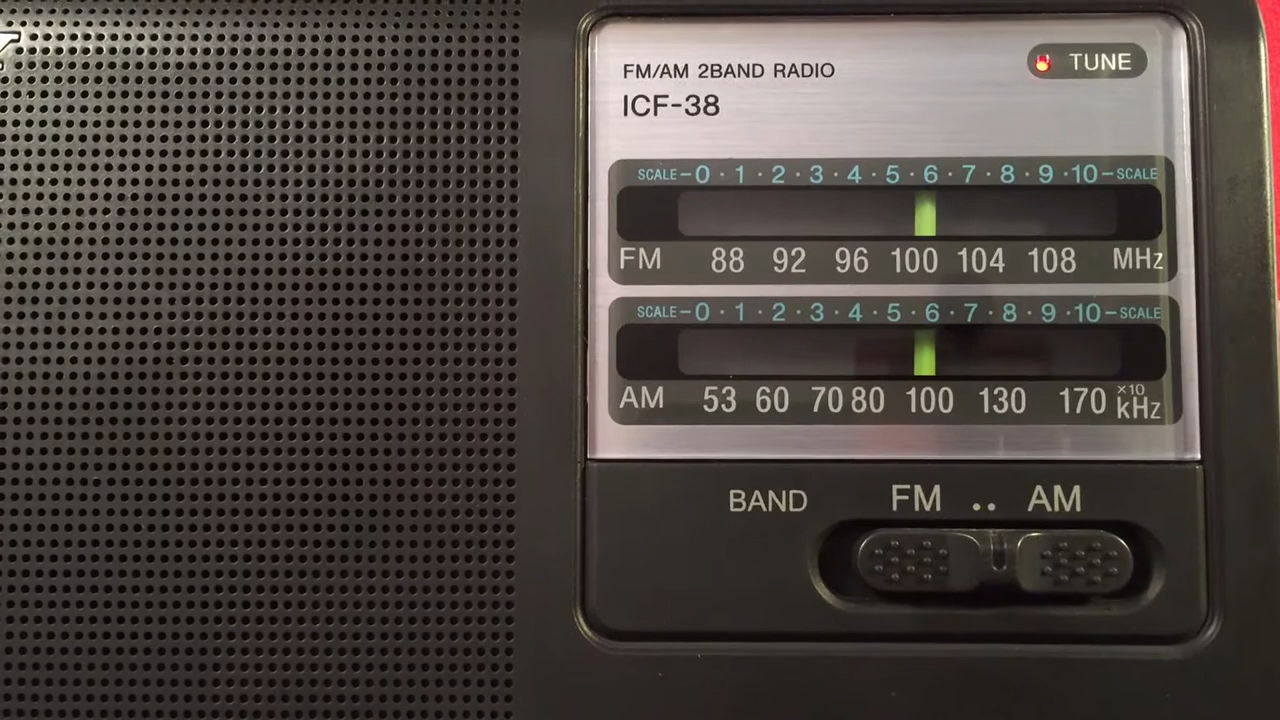 FM/AM 2BAND RADIO
TUNE
ICF-38
SCALE-0·1·2·3·4·5·6·7·8·9·10-SCALE
FM 88 92 96 100 104 108 MHz
SCALE-0·1·2·3·4·5·6·7·8·9·10-SCALE
AM 53 60 70 80 100 130 170 ×10 kHz
BAND FM •• AM